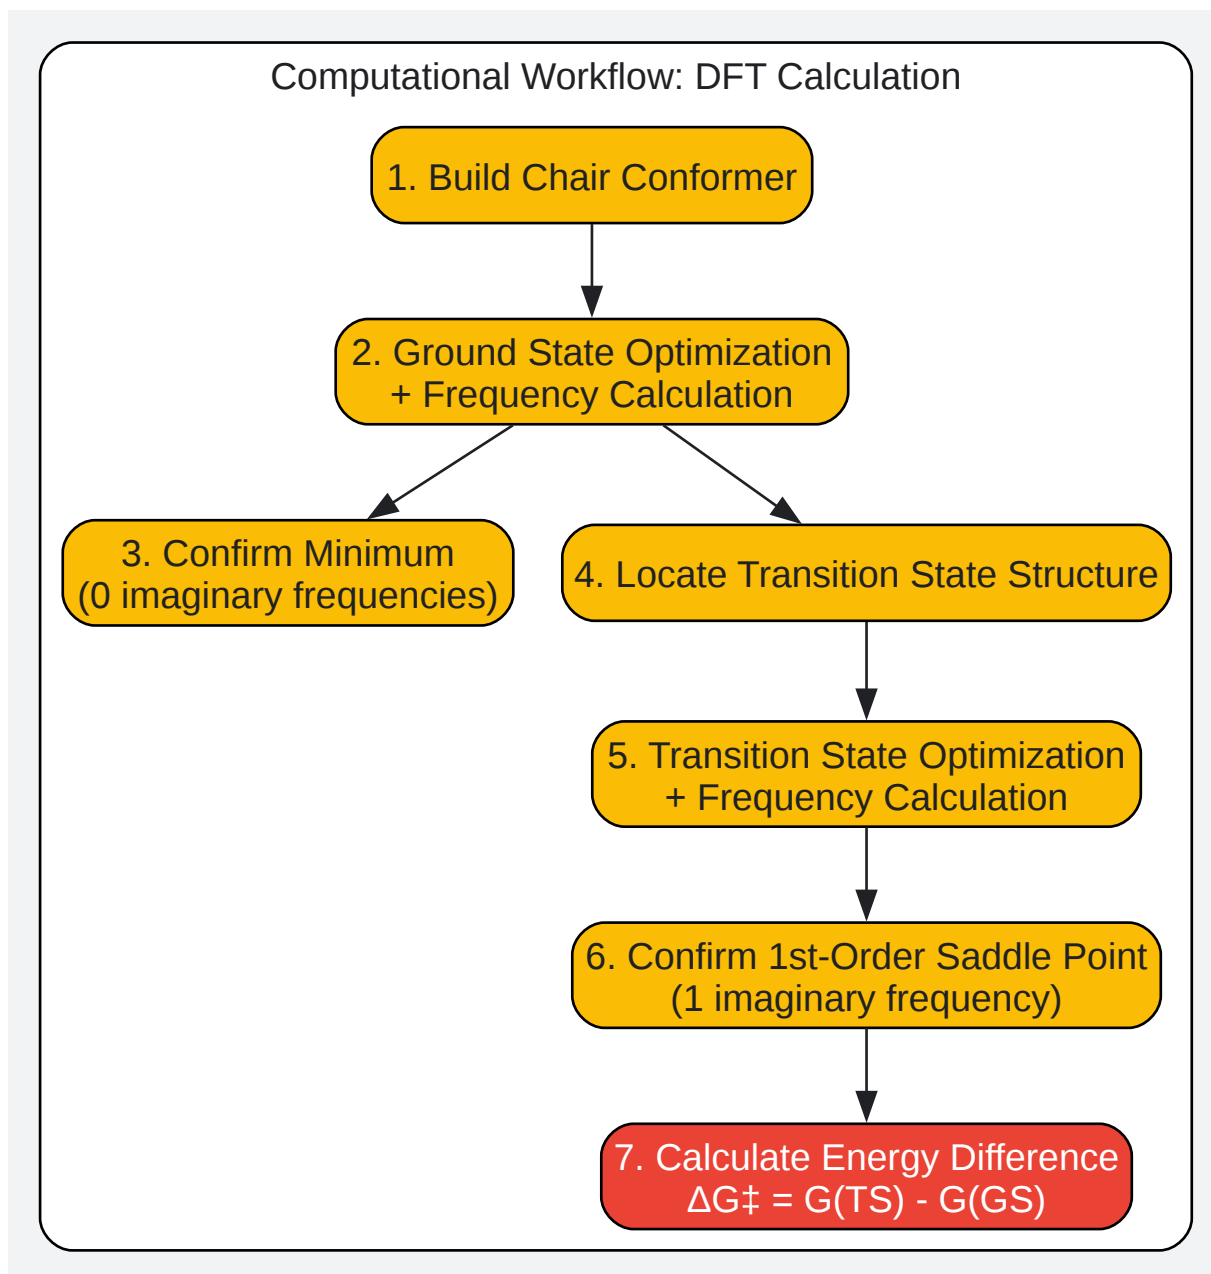 Computational Workflow: DFT Calculation
1. Build Chair Conformer
2. Ground State Optimization
+ Frequency Calculation
3. Confirm Minimum
(0 imaginary frequencies)
4. Locate Transition State Structure
5. Transition State Optimization
+ Frequency Calculation
6. Confirm 1st-Order Saddle Point
(1 imaginary frequency)
7. Calculate Energy Difference
ΔG‡ = G(TS) - G(GS)